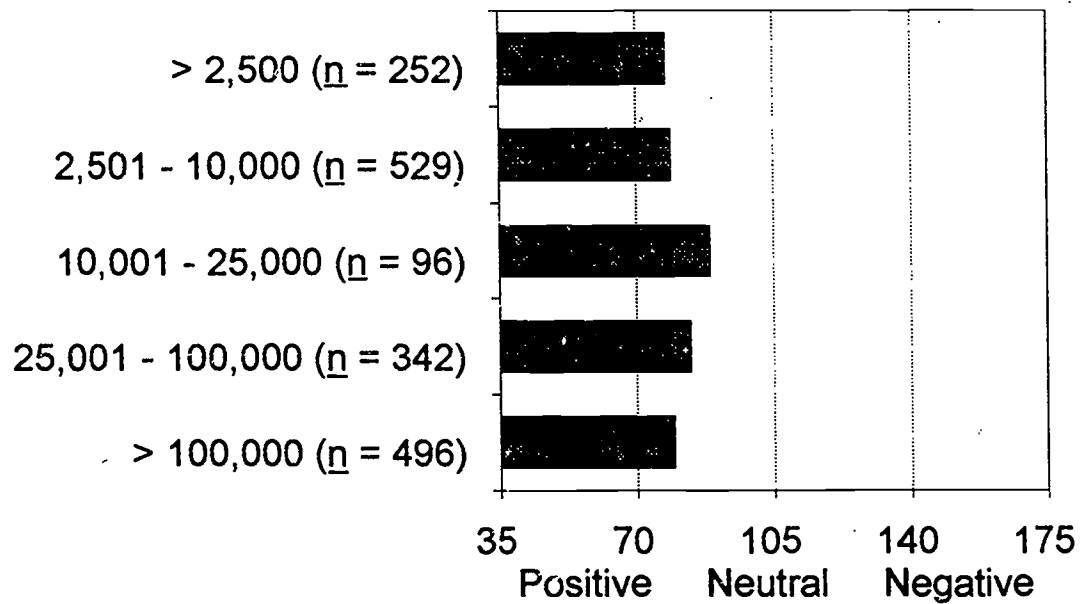 > 2,500 (n = 252)
2,501 - 10,000 (n = 529)
10,001 - 25,000 (n = 96)
25,001 - 100,000 (n = 342)
> 100,000 (n = 496)
35 70 105 140 175
Positive Neutral Negative